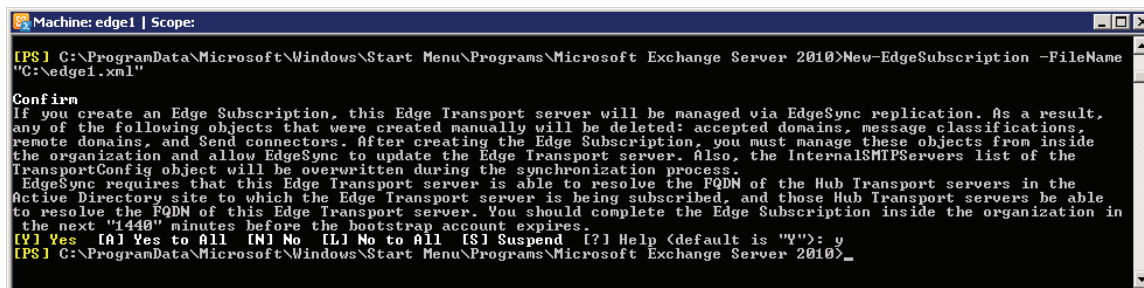 Machine: edge1 | Scope:
[PS] C:\ProgramData\Microsoft\Windows\Start Menu\Programs\Microsoft Exchange Server 2010>New-EdgeSubscription -FileName
"C:\edge1.xml"
Confirm
If you create an Edge Subscription, this Edge Transport server will be managed via EdgeSync replication. As a result,
any of the following objects that were created manually will be deleted: accepted domains, message classifications,
remote domains, and Send connectors. After creating the Edge Subscription, you must manage these objects from inside
the organization and allow EdgeSync to update the Edge Transport server. Also, the InternalSMTPServers list of the
TransportConfig object will be overwritten during the synchronization process.
EdgeSync requires that this Edge Transport server is able to resolve the FQDN of the Hub Transport servers in the
Active Directory site to which the Edge Transport server is being subscribed, and those Hub Transport servers be able
to resolve the FQDN of this Edge Transport server. You should complete the Edge Subscription inside the organization in
the next "1440" minutes before the bootstrap account expires.
[Y] Yes [A] Yes to All [N] No [L] No to All [S] Suspend [?] Help (default is "Y"): y
[PS] C:\ProgramData\Microsoft\Windows\Start Menu\Programs\Microsoft Exchange Server 2010>_